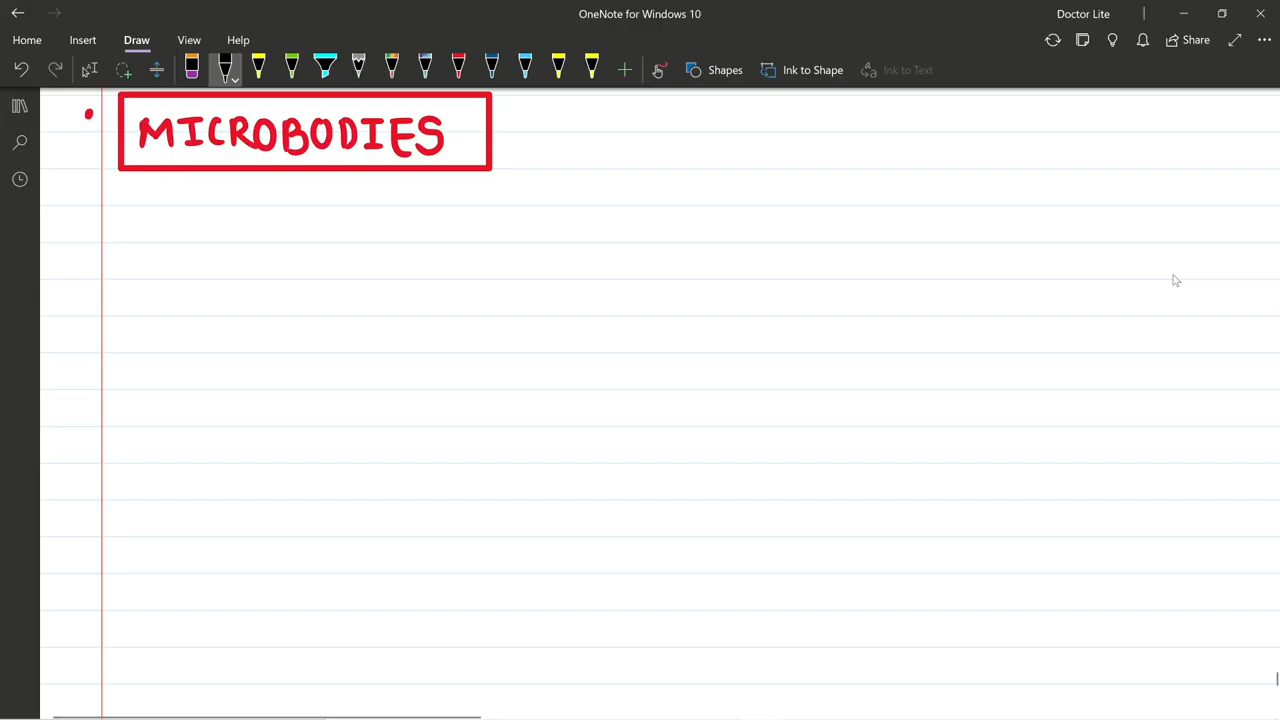 OneNote for Windows 10
Doctor Lite
Home Insert Draw View Help
Share
Shapes Ink to Shape Ink to Text
• MICROBODIES